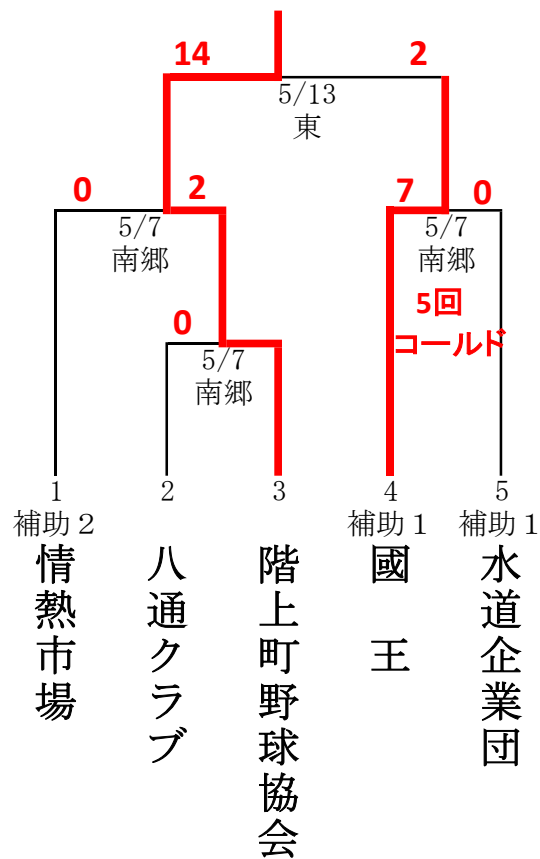 14 2
5/13
東
0 2 7 0
5/7 5/7
南郷 南郷
5回
コールド
0
5/7
南郷
1 2 3 4 5
補助2 補助1 補助1
情熱市場
八通クラブ
階上町野球協会
國王
水道企業団